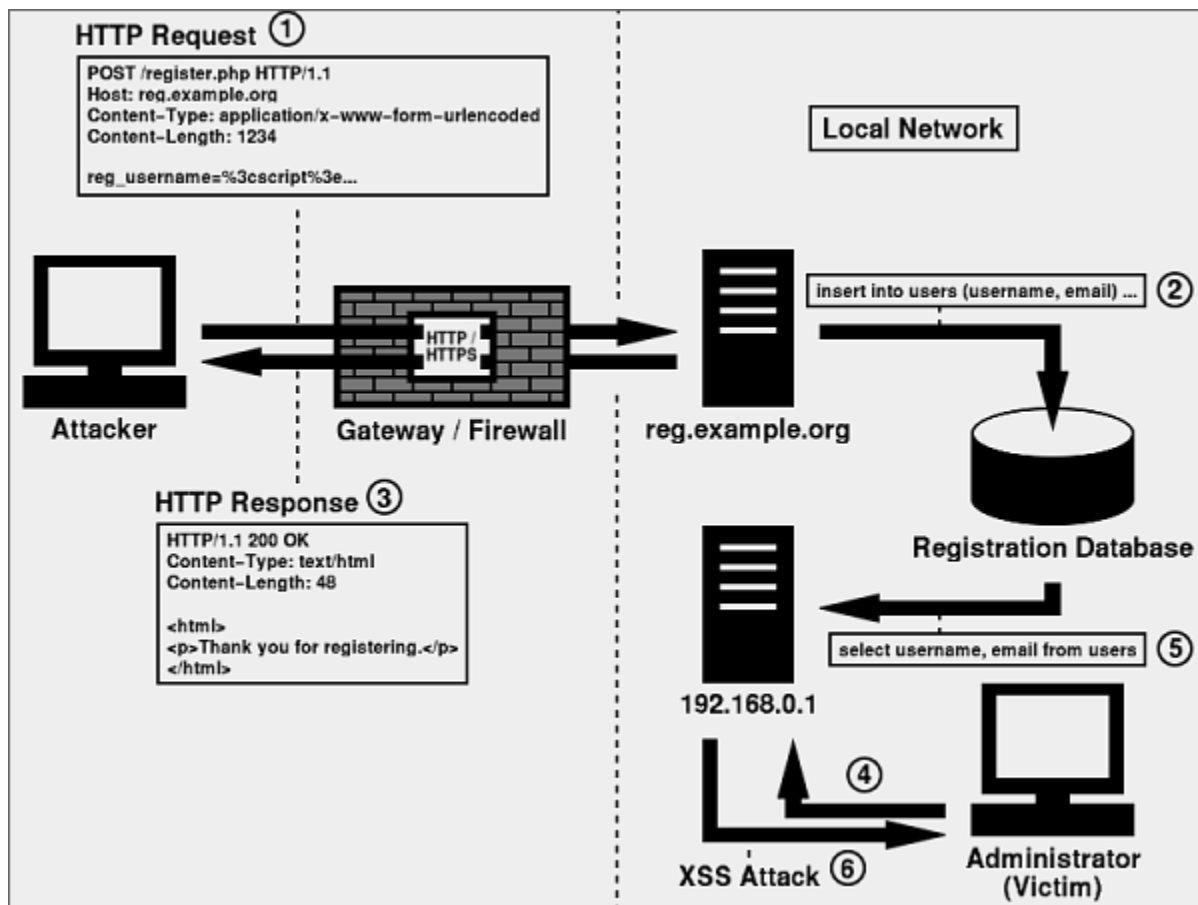 HTTP Request ①
POST /register.php HTTP/1.1
Host: reg.example.org
Content-Type: application/x-www-form-urlencoded
Content-Length: 1234
reg_username=%3cscript%3e...
Local Network
insert into users (username, email) ... ②
HTTP /
HTTPS
Attacker
Gateway / Firewall
reg.example.org
HTTP Response ③
HTTP/1.1 200 OK
Content-Type: text/html
Content-Length: 48
<html>
<p>Thank you for registering.</p>
</html>
Registration Database
select username, email from users ⑤
192.168.0.1
④
XSS Attack ⑥
Administrator
(Victim)